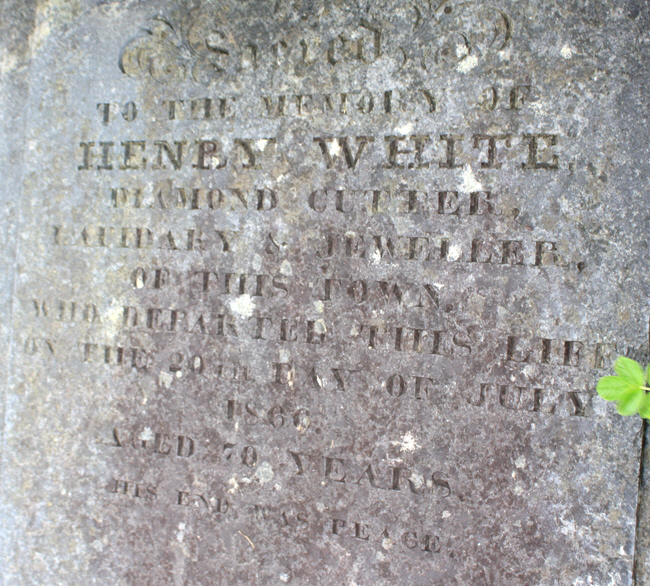 Sacred
TO THE MEMORY OF
HENRY WHITE,
DIAMOND CUTTER,
LAPIDARY & JEWELLER,
OF THIS TOWN,
WHO DEPARTED THIS LIFE
ON THE 20TH DAY OF JULY
1866,
AGED 79 YEARS.
HIS END WAS PEACE.